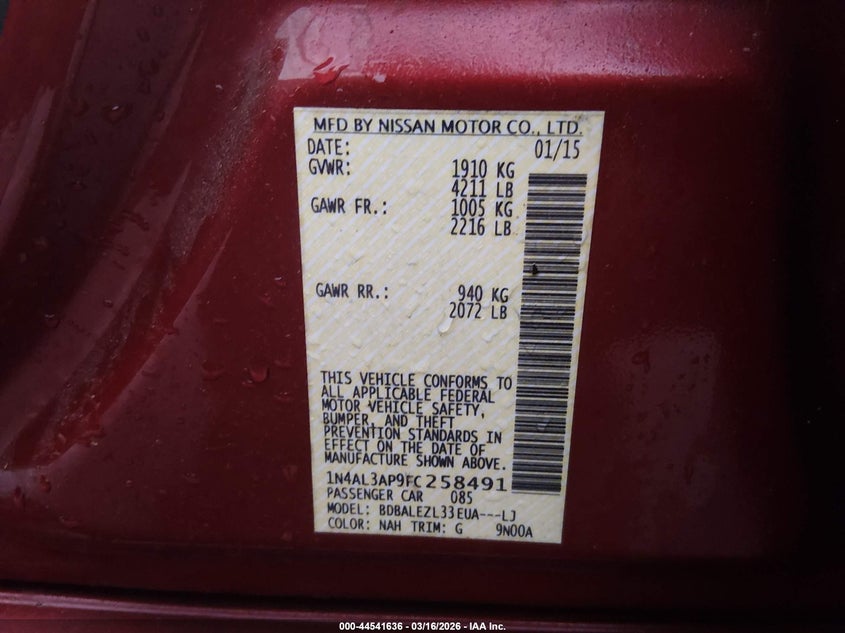 MFD BY NISSAN MOTOR CO., LTD.
DATE: 01/15
GVWR: 1910 KG
4211 LB
GAWR FR.: 1005 KG
2216 LB
GAWR RR.: 940 KG
2072 LB
THIS VEHICLE CONFORMS TO
ALL APPLICABLE FEDERAL
MOTOR VEHICLE SAFETY,
BUMPER, AND THEFT
PREVENTION STANDARDS IN
EFFECT ON THE DATE OF
MANUFACTURE SHOWN ABOVE.
1N4AL3AP9FC258491
PASSENGER CAR 085
MODEL: BDBALEZL33EUA---LJ
COLOR: NAH TRIM: G 9N00A
000-44541636 - 03/16/2026 - IAA Inc.